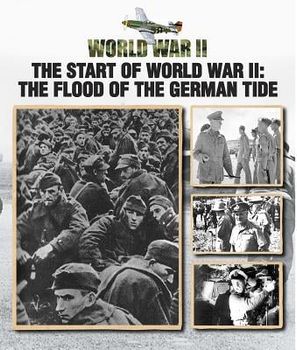 WORLD WAR II
THE START OF WORLD WAR II:
THE FLOOD OF THE GERMAN TIDE